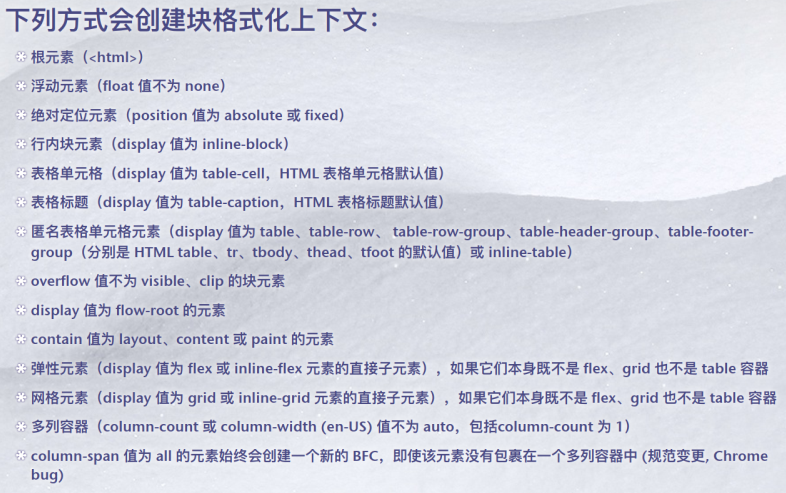 下列方式会创建块格式化上下文：
根元素（<html>）
浮动元素（float 值不为 none）
绝对定位元素（position 值为 absolute 或 fixed）
行内块元素（display 值为 inline-block）
表格单元格（display 值为 table-cell，HTML 表格单元格默认值）
表格标题（display 值为 table-caption，HTML 表格标题默认值）
匿名表格单元格元素（display 值为 table、table-row、 table-row-group、table-header-group、table-footer-
group（分别是 HTML table、tr、tbody、thead、tfoot 的默认值）或 inline-table）
overflow 值不为 visible、clip 的块元素
display 值为 flow-root 的元素
contain 值为 layout、content 或 paint 的元素
弹性元素（display 值为 flex 或 inline-flex 元素的直接子元素），如果它们本身既不是 flex、grid 也不是 table 容器
网格元素（display 值为 grid 或 inline-grid 元素的直接子元素），如果它们本身既不是 flex、grid 也不是 table 容器
多列容器（column-count 或 column-width (en-US) 值不为 auto，包括column-count 为 1）
column-span 值为 all 的元素始终会创建一个新的 BFC，即使该元素没有包裹在一个多列容器中 (规范变更, Chrome
bug)